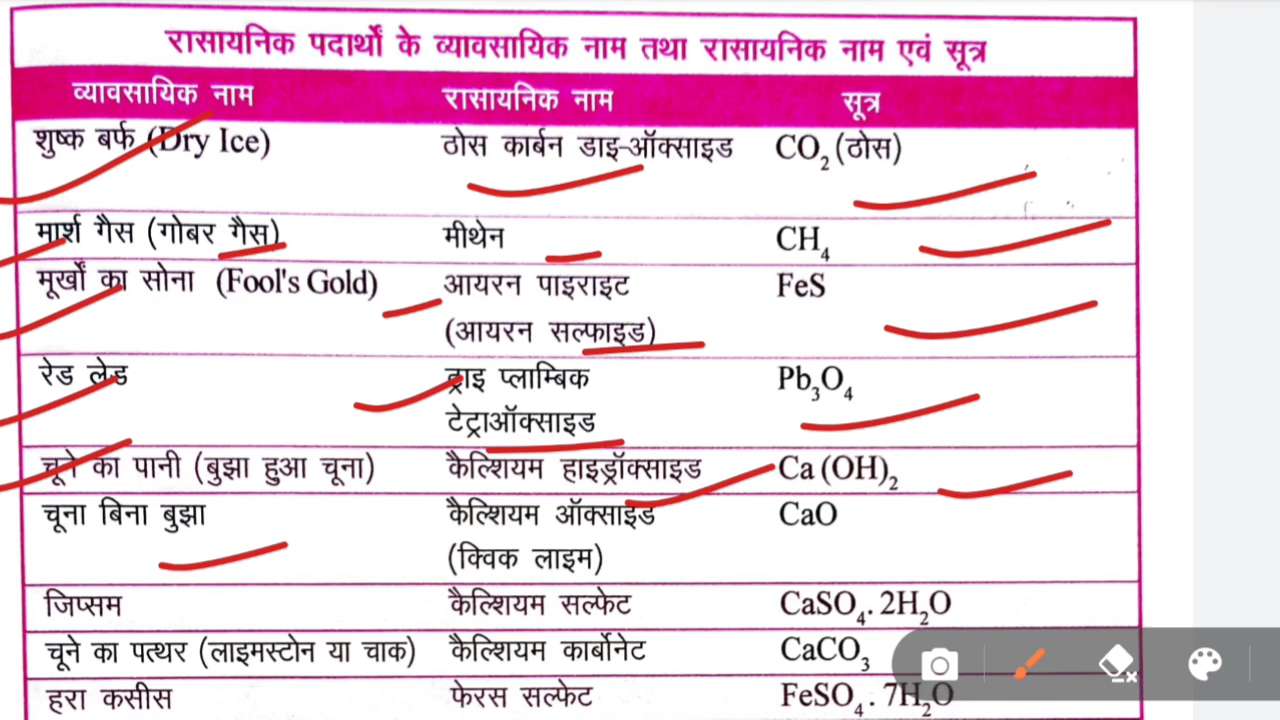 रासायनिक पदार्थों के व्यावसायिक नाम तथा रासायनिक नाम एवं सूत्र
व्यावसायिक नाम रासायनिक नाम सूत्र
शुष्क बर्फ (Dry Ice) ठोस कार्बन डाइ-ऑक्साइड CO₂ (ठोस)
मार्श गैस (गोबर गैस) मीथेन CH₄
मूर्खों का सोना (Fool's Gold) आयरन पाइराइट FeS
(आयरन सल्फाइड)
रेड लेड ट्राइ प्लाम्बिक Pb₃O₄
टेट्राऑक्साइड
चूने का पानी (बुझा हुआ चूना) कैल्शियम हाइड्रॉक्साइड Ca (OH)₂
चूना बिना बुझा कैल्शियम ऑक्साइड CaO
(क्विक लाइम)
जिप्सम कैल्शियम सल्फेट CaSO₄. 2H₂O
चूने का पत्थर (लाइमस्टोन या चाक) कैल्शियम कार्बोनेट CaCO₃
हरा कसीस फेरस सल्फेट FeSO₄. 7H₂O